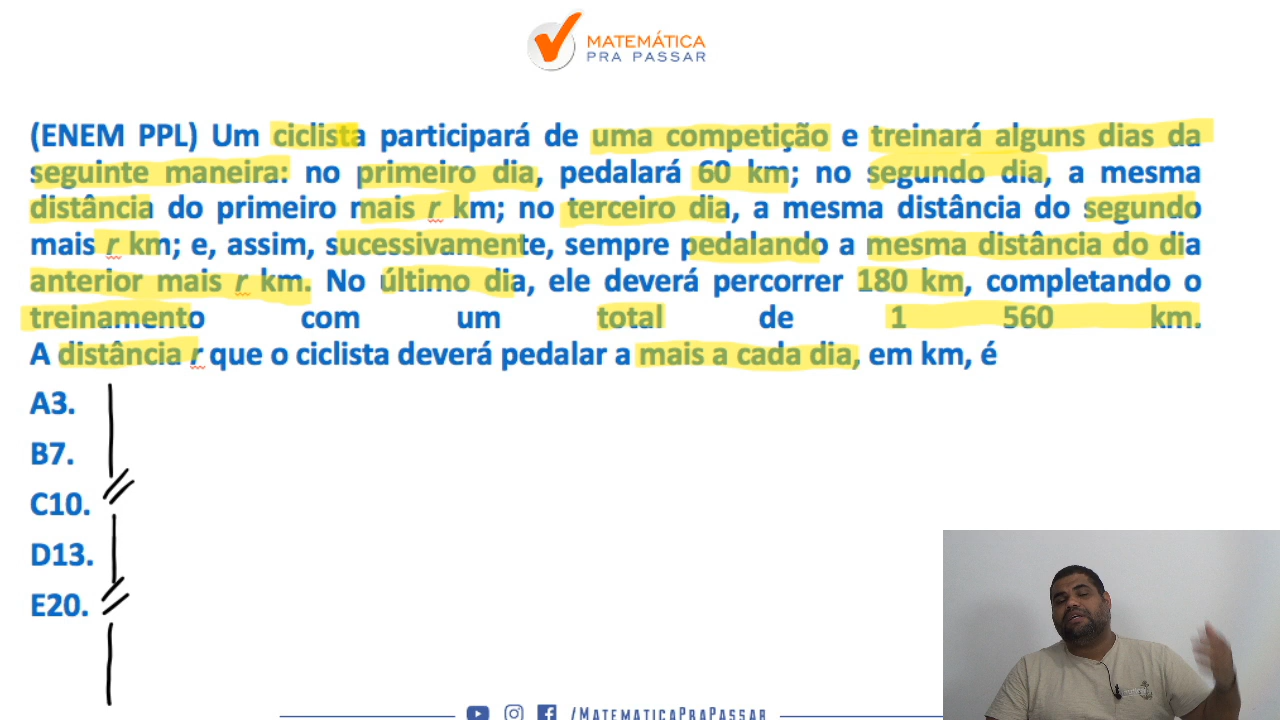 MATEMÁTICA
PRA PASSAR
(ENEM PPL) Um ciclista participará de uma competição e treinará alguns dias da
seguinte maneira: no primeiro dia, pedalará 60 km; no segundo dia, a mesma
distância do primeiro mais r km; no terceiro dia, a mesma distância do segundo
mais r km; e, assim, sucessivamente, sempre pedalando a mesma distância do dia
anterior mais r km. No último dia, ele deverá percorrer 180 km, completando o
treinamento com um total de 1 560 km.
A distância r que o ciclista deverá pedalar a mais a cada dia, em km, é
A3.
B7.
C10.
D13.
E20.
/MATEMATICAPRAPASSAR